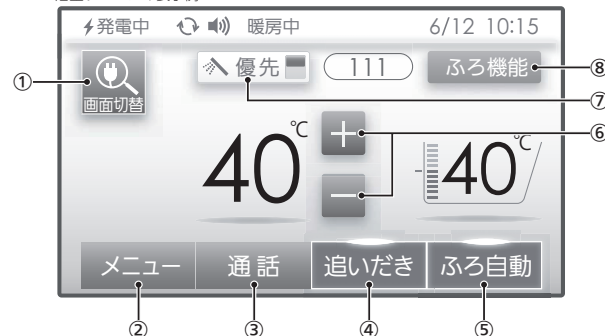 発電中 暖房中 6/12 10:15
① 画面切替 優先 111 ふろ機能 ⑧
⑦
40℃ + 40℃ ⑥
−
メニュー 通話 追いだき ふろ自動
② ③ ④ ⑤